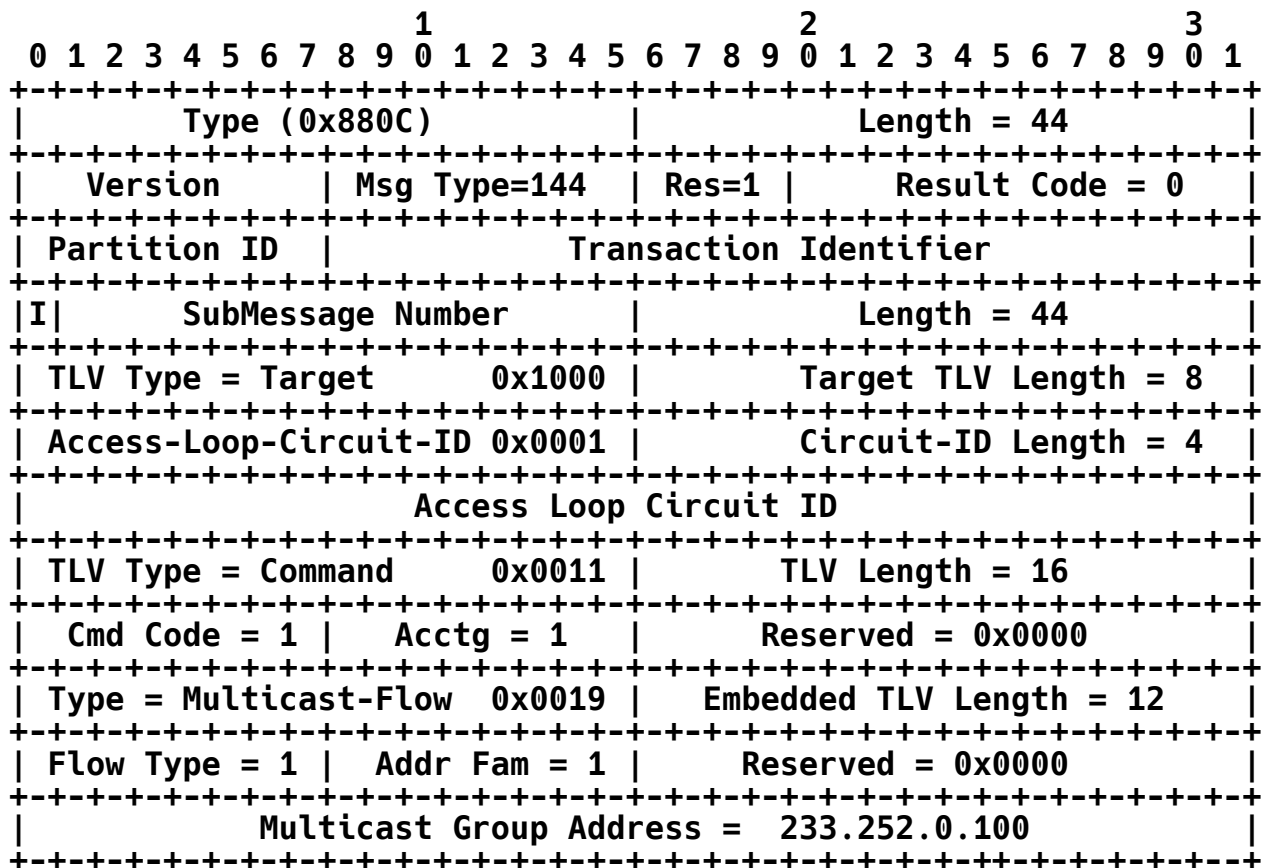 1                   2                   3
 0 1 2 3 4 5 6 7 8 9 0 1 2 3 4 5 6 7 8 9 0 1 2 3 4 5 6 7 8 9 0 1
+-+-+-+-+-+-+-+-+-+-+-+-+-+-+-+-+-+-+-+-+-+-+-+-+-+-+-+-+-+-+-+-+
|        Type (0x880C)          |           Length = 44         |
+-+-+-+-+-+-+-+-+-+-+-+-+-+-+-+-+-+-+-+-+-+-+-+-+-+-+-+-+-+-+-+-+
|   Version     | Msg Type=144  | Res=1 |     Result Code = 0   |
+-+-+-+-+-+-+-+-+-+-+-+-+-+-+-+-+-+-+-+-+-+-+-+-+-+-+-+-+-+-+-+-+
| Partition ID  |            Transaction Identifier             |
+-+-+-+-+-+-+-+-+-+-+-+-+-+-+-+-+-+-+-+-+-+-+-+-+-+-+-+-+-+-+-+-+
|I|      SubMessage Number      |           Length = 44         |
+-+-+-+-+-+-+-+-+-+-+-+-+-+-+-+-+-+-+-+-+-+-+-+-+-+-+-+-+-+-+-+-+
| TLV Type = Target      0x1000 |        Target TLV Length = 8  |
+-+-+-+-+-+-+-+-+-+-+-+-+-+-+-+-+-+-+-+-+-+-+-+-+-+-+-+-+-+-+-+-+
| Access-Loop-Circuit-ID 0x0001 |        Circuit-ID Length = 4  |
+-+-+-+-+-+-+-+-+-+-+-+-+-+-+-+-+-+-+-+-+-+-+-+-+-+-+-+-+-+-+-+-+
|                    Access Loop Circuit ID                     |
+-+-+-+-+-+-+-+-+-+-+-+-+-+-+-+-+-+-+-+-+-+-+-+-+-+-+-+-+-+-+-+-+
| TLV Type = Command     0x0011 |       TLV Length = 16         |
+-+-+-+-+-+-+-+-+-+-+-+-+-+-+-+-+-+-+-+-+-+-+-+-+-+-+-+-+-+-+-+-+
|  Cmd Code = 1 |   Acctg = 1   |      Reserved = 0x0000        |
+-+-+-+-+-+-+-+-+-+-+-+-+-+-+-+-+-+-+-+-+-+-+-+-+-+-+-+-+-+-+-+-+
| Type = Multicast-Flow  0x0019 |   Embedded TLV Length = 12    |
+-+-+-+-+-+-+-+-+-+-+-+-+-+-+-+-+-+-+-+-+-+-+-+-+-+-+-+-+-+-+-+-+
| Flow Type = 1 |  Addr Fam = 1 |     Reserved = 0x0000         |
+-+-+-+-+-+-+-+-+-+-+-+-+-+-+-+-+-+-+-+-+-+-+-+-+-+-+-+-+-+-+-+-+
|            Multicast Group Address =  233.252.0.100           |
+-+-+-+-+-+-+-+-+-+-+-+-+-+-+-+-+-+-+-+-+-+-+-+-+-++-+-+-+-+-+--+